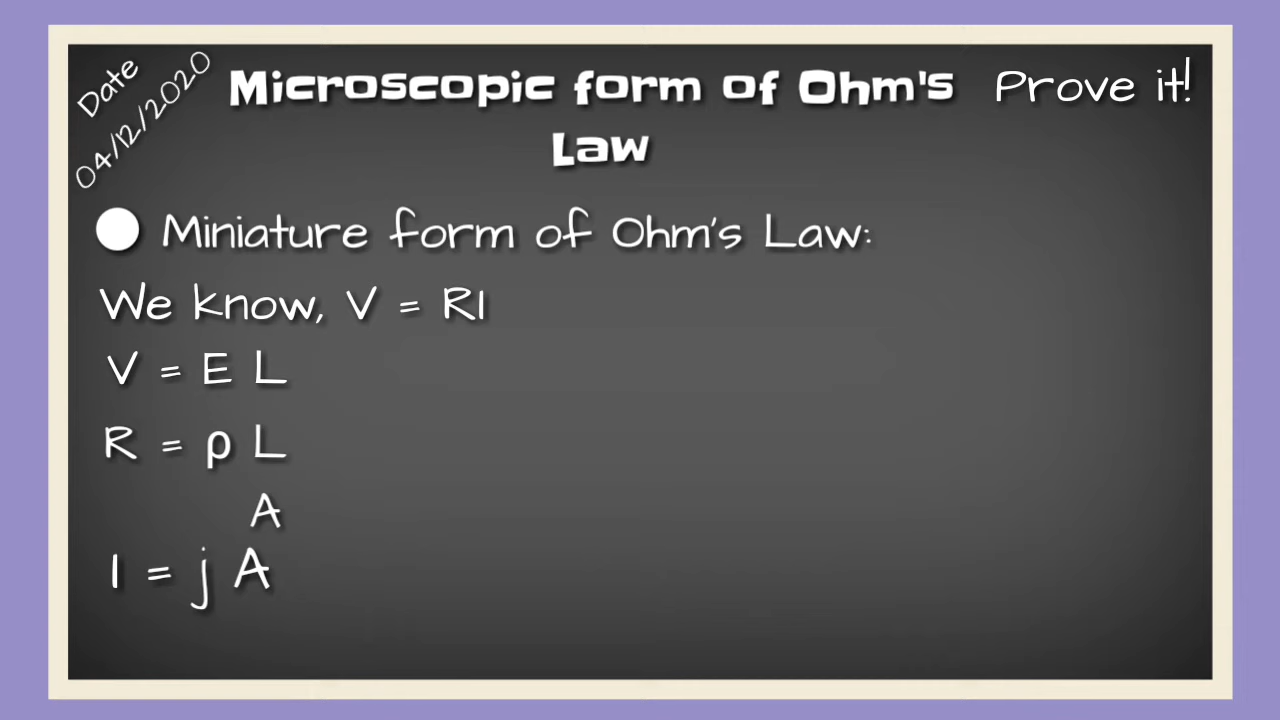 Date
04/12/2020
Microscopic form of Ohm's
Law
Prove it!
Miniature form of Ohm's Law:
We know, V = RI
V = E L
R = ρ L
A
I = j A